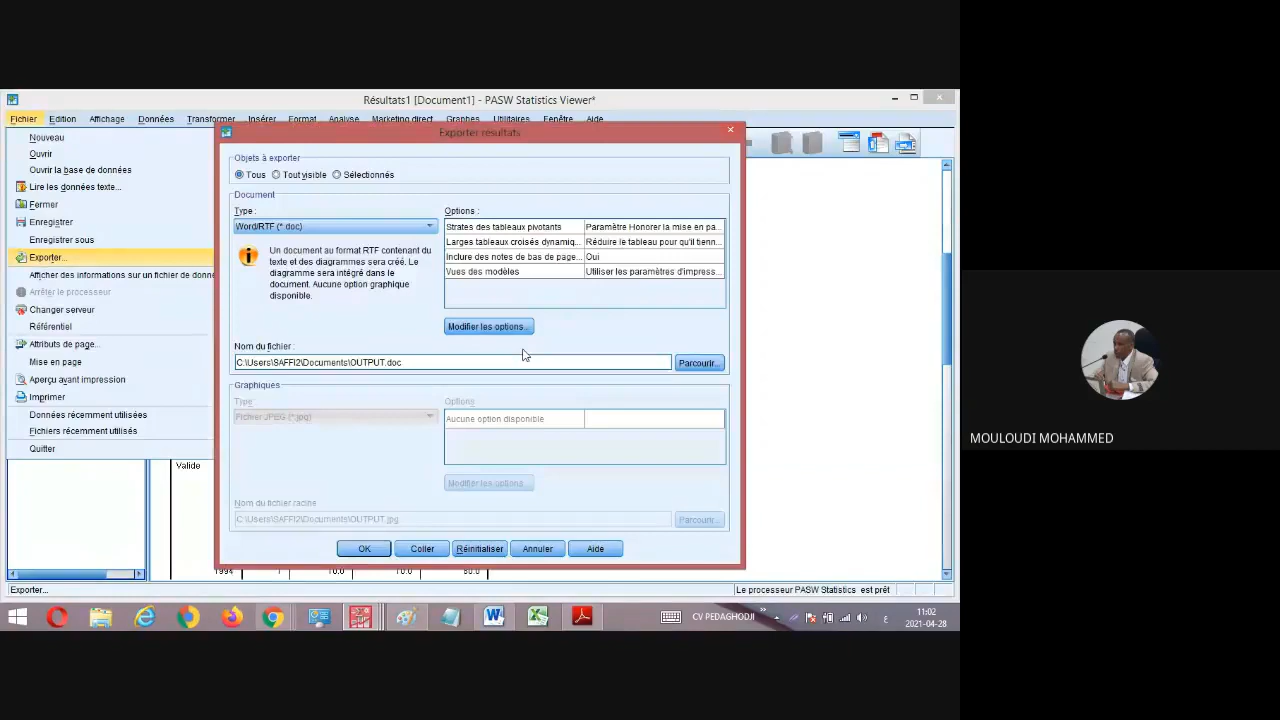 Résultats1 [Document1] - PASW Statistics Viewer*
Fichier Edition Affichage Données Transformer Insérer Format Analyse Marketing direct Graphes Utilitaires Fenêtre Aide
Nouveau
Ouvrir
Ouvrir la base de données
Lire les données texte...
Fermer
Enregistrer
Enregistrer sous
Exporter...
Afficher des informations sur un fichier de donné
Arrêter le processeur
Changer serveur
Référentiel
Attributs de page...
Mise en page
Aperçu avant impression
Imprimer
Données récemment utilisées
Fichiers récemment utilisés
Quitter
Exporter résultats
Objets à exporter
Tous Tout visible Sélectionnés
Document
Type :
Word/RTF (*.doc)
Un document au format RTF contenant du
texte et des diagrammes sera créé. Le
diagramme sera intégré dans le
document. Aucune option graphique
disponible.
Options :
Strates des tableaux pivotants Paramètre Honorer la mise en pa...
Larges tableaux croisés dynamiq... Réduire le tableau pour qu'il tienn...
Inclure des notes de bas de page... Oui
Vues des modèles Utiliser les paramètres d'impress...
Modifier les options...
Nom du fichier :
C:\Users\SAFFI2\Documents\OUTPUT.doc Parcourir...
Graphiques
Type :
Fichier JPEG (*.jpg)
Options
Aucune option disponible
Modifier les options...
Nom du fichier racine
C:\Users\SAFFI2\Documents\OUTPUT.jpg Parcourir...
OK Coller Réinitialiser Annuler Aide
Valide
1994 1 10.0 10.0 80.0
Exporter... Le processeur PASW Statistics est prêt
CV PEDAGHODJI
ع
11:02
2021-04-28
MOULOUDI MOHAMMED